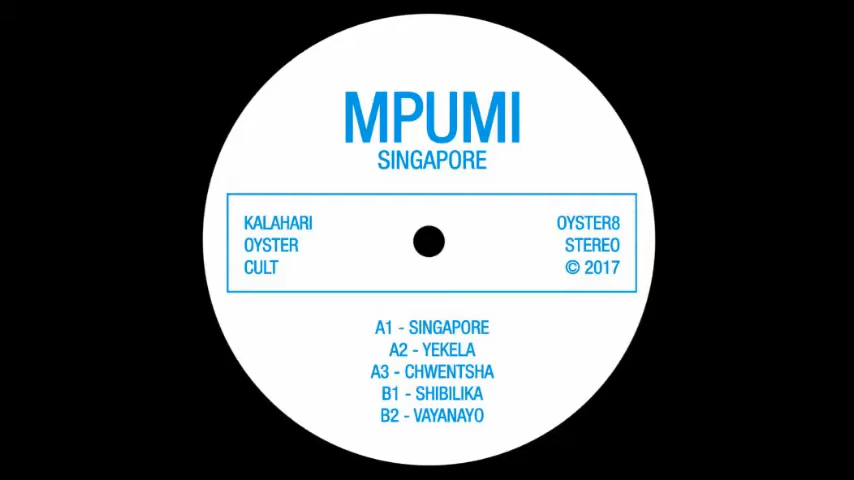 MPUMI
SINGAPORE
KALAHARI
OYSTER
CULT
OYSTER8
STEREO
© 2017
A1 - SINGAPORE
A2 - YEKELA
A3 - CHWENTSHA
B1 - SHIBILIKA
B2 - VAYANAYO